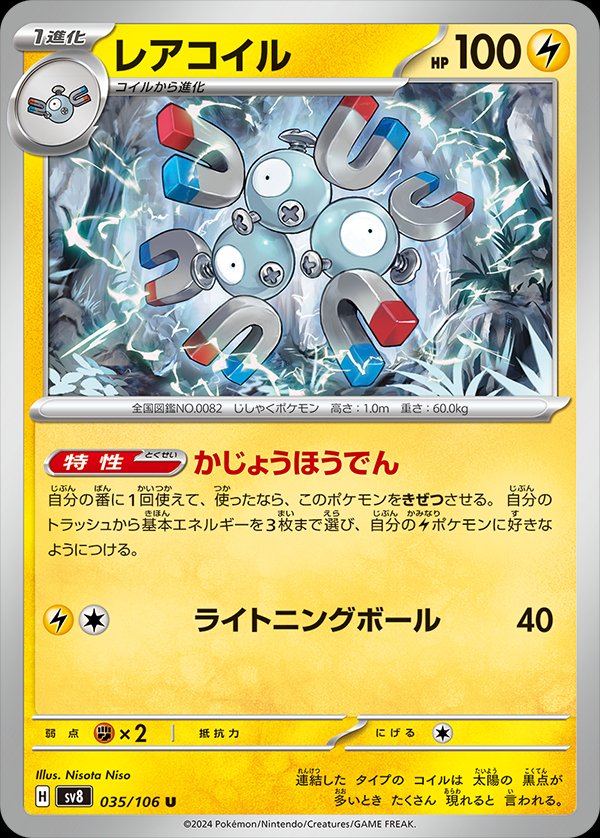 1進化
レアコイル
HP 100
コイルから進化
全国図鑑NO.0082 じしゃくポケモン 高さ:1.0m 重さ:60.0kg
特性 とくせい かじょうほうでん
自分の番に1回使えて、使ったなら、このポケモンをきぜつさせる。自分の
トラッシュから基本エネルギーを3枚まで選び、自分の⚡ポケモンに好きな
ようにつける。
ライトニングボール 40
弱点 ×2 抵抗力 にげる
Illus. Nisota Niso
連結した タイプの コイルは 太陽の 黒点が
多いとき たくさん 現れると 言われる。
H sv8 035/106 U
©2024 Pokémon/Nintendo/Creatures/GAME FREAK.